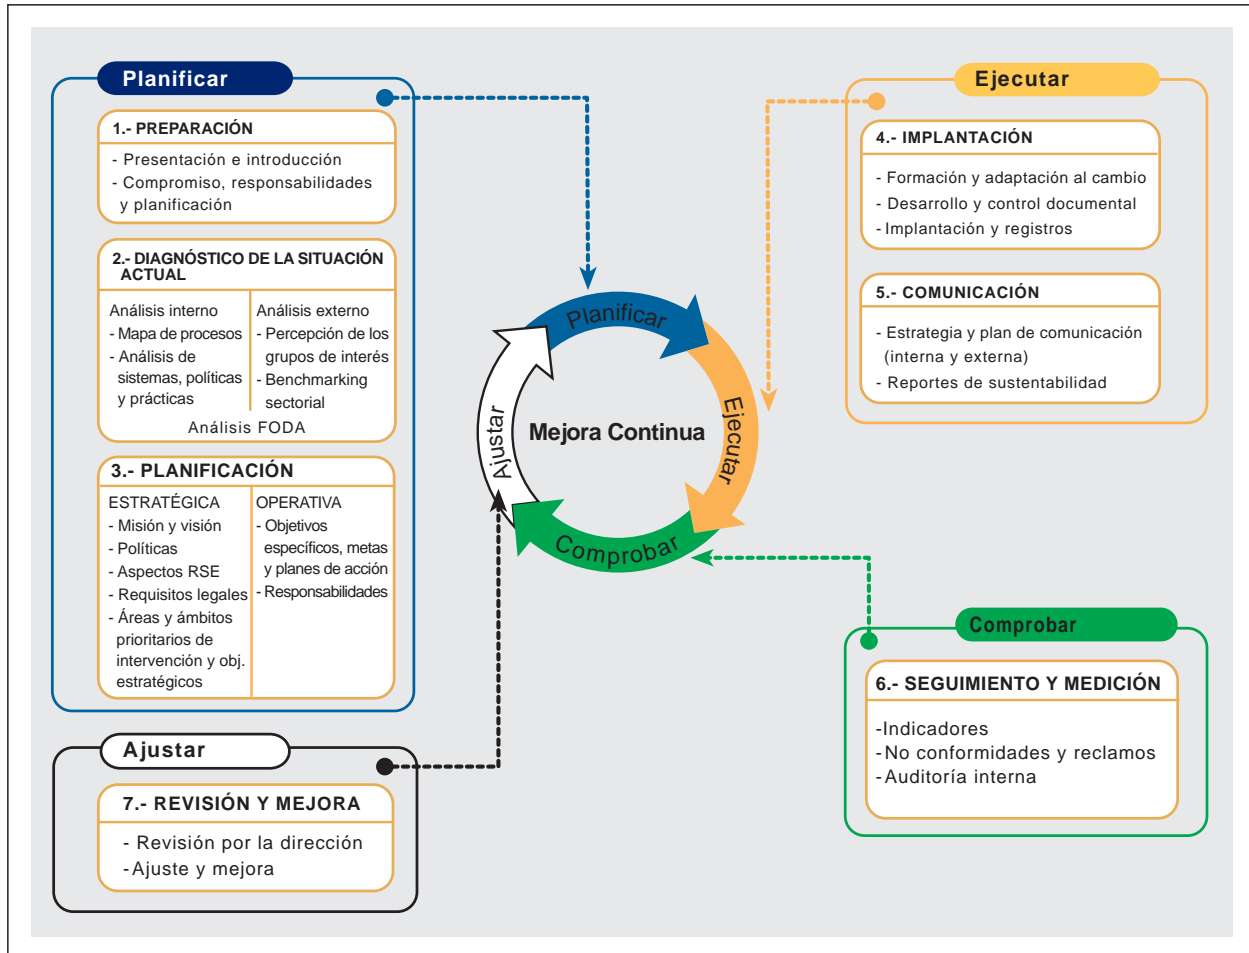 Planificar
1.- PREPARACIÓN
- Presentación e introducción
- Compromiso, responsabilidades
y planificación
2.- DIAGNÓSTICO DE LA SITUACIÓN
ACTUAL
Análisis interno
- Mapa de procesos
- Análisis de
sistemas, políticas
y prácticas
Análisis externo
- Percepción de los
grupos de interés
- Benchmarking
sectorial
Análisis FODA
3.- PLANIFICACIÓN
ESTRATÉGICA
- Misión y visión
- Políticas
- Aspectos RSE
- Requisitos legales
- Áreas y ámbitos
prioritarios de
intervención y obj.
estratégicos
OPERATIVA
- Objetivos
específicos, metas
y planes de acción
- Responsabilidades
Ejecutar
4.- IMPLANTACIÓN
- Formación y adaptación al cambio
- Desarrollo y control documental
- Implantación y registros
5.- COMUNICACIÓN
- Estrategia y plan de comunicación
(interna y externa)
- Reportes de sustentabilidad
Planificar
Ejecutar
Comprobar
Ajustar
Mejora Continua
Comprobar
6.- SEGUIMIENTO Y MEDICIÓN
-Indicadores
-No conformidades y reclamos
-Auditoría interna
Ajustar
7.- REVISIÓN Y MEJORA
- Revisión por la dirección
-Ajuste y mejora